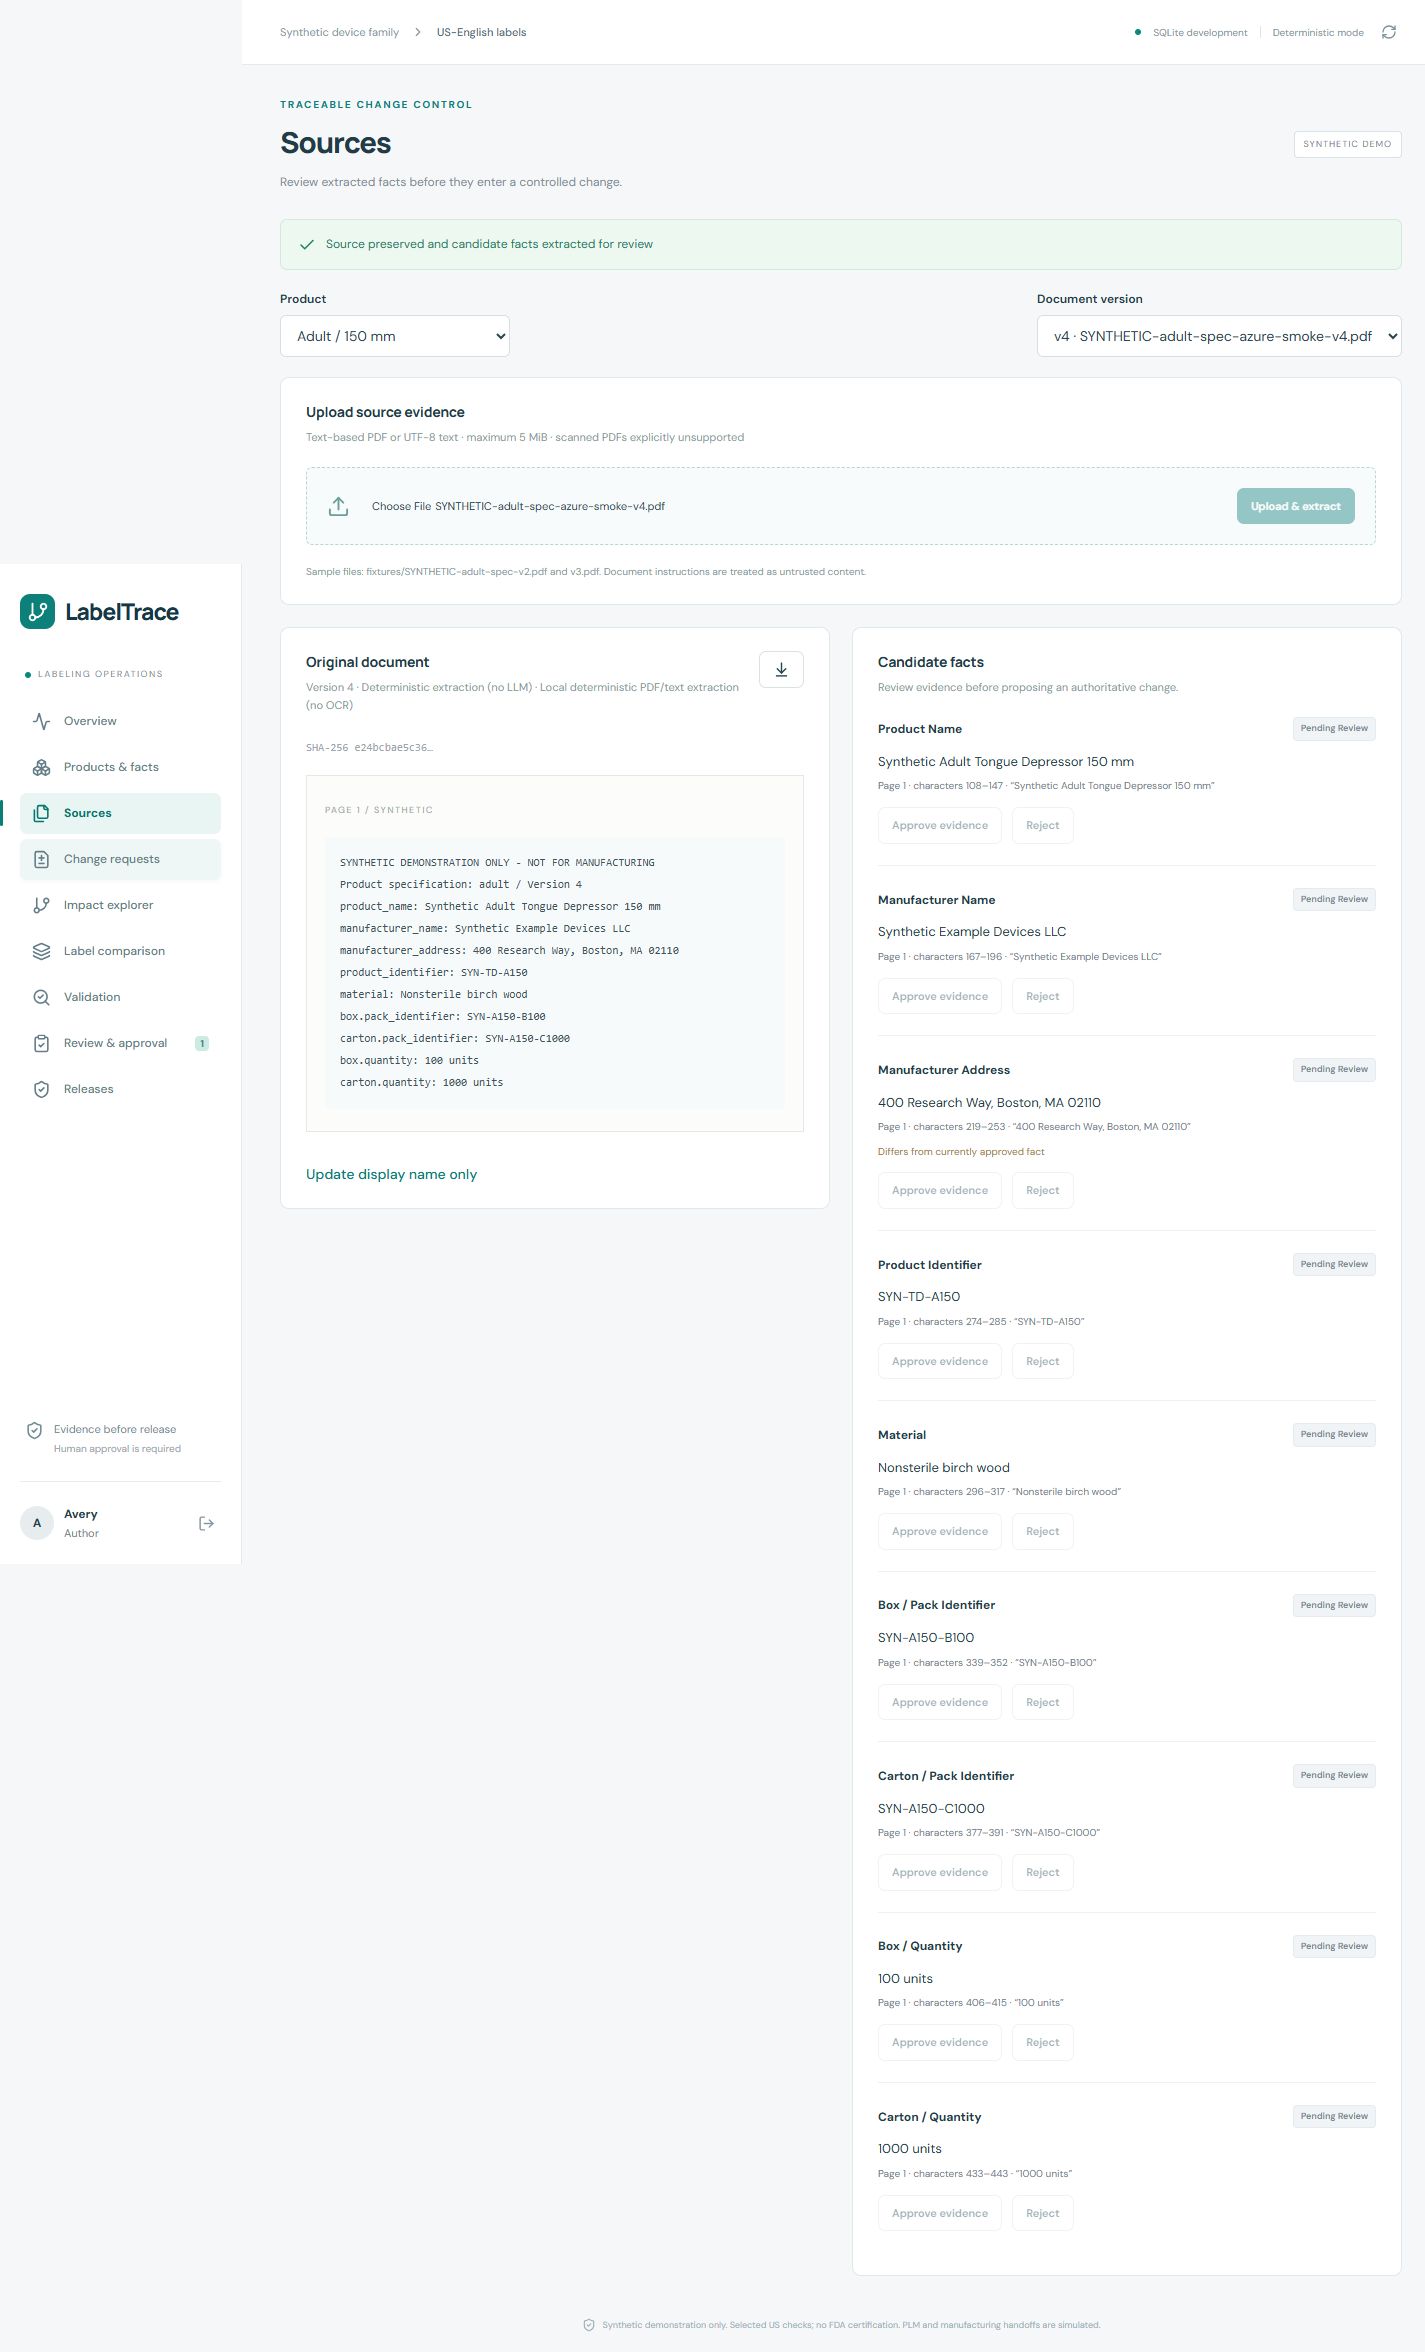 Synthetic device family
US-English labels
SQLite development
Deterministic mode
TRACEABLE CHANGE CONTROL
Sources
SYNTHETIC DEMO
Review extracted facts before they enter a controlled change.
Source preserved and candidate facts extracted for review
Product
Document version
Adult / 150 mm
v4 · SYNTHETIC-adult-spec-azure-smoke-v4.pdf
Upload source evidence
Text-based PDF or UTF-8 text · maximum 5 MiB · scanned PDFs explicitly unsupported
Choose File SYNTHETIC-adult-spec-azure-smoke-v4.pdf
Upload & extract
Sample files: fixtures/SYNTHETIC-adult-spec-v2.pdf and v3.pdf. Document instructions are treated as untrusted content.
LabelTrace
LABELING OPERATIONS
Overview
Products & facts
Sources
Change requests
Impact explorer
Label comparison
Validation
Review & approval
1
Releases
Evidence before release
Human approval is required
A
Avery
Author
Original document
Version 4 · Deterministic extraction (no LLM) · Local deterministic PDF/text extraction
(no OCR)
SHA-256 e24bcbae5c36…
PAGE 1 / SYNTHETIC
SYNTHETIC DEMONSTRATION ONLY - NOT FOR MANUFACTURING
Product specification: adult / Version 4
product_name: Synthetic Adult Tongue Depressor 150 mm
manufacturer_name: Synthetic Example Devices LLC
manufacturer_address: 400 Research Way, Boston, MA 02110
product_identifier: SYN-TD-A150
material: Nonsterile birch wood
box.pack_identifier: SYN-A150-B100
carton.pack_identifier: SYN-A150-C1000
box.quantity: 100 units
carton.quantity: 1000 units
Update display name only
Candidate facts
Review evidence before proposing an authoritative change.
Product Name
Pending Review
Synthetic Adult Tongue Depressor 150 mm
Page 1 · characters 108–147 · “Synthetic Adult Tongue Depressor 150 mm”
Approve evidence
Reject
Manufacturer Name
Pending Review
Synthetic Example Devices LLC
Page 1 · characters 167–196 · “Synthetic Example Devices LLC”
Approve evidence
Reject
Manufacturer Address
Pending Review
400 Research Way, Boston, MA 02110
Page 1 · characters 219–253 · “400 Research Way, Boston, MA 02110”
Differs from currently approved fact
Approve evidence
Reject
Product Identifier
Pending Review
SYN-TD-A150
Page 1 · characters 274–285 · “SYN-TD-A150”
Approve evidence
Reject
Material
Pending Review
Nonsterile birch wood
Page 1 · characters 296–317 · “Nonsterile birch wood”
Approve evidence
Reject
Box / Pack Identifier
Pending Review
SYN-A150-B100
Page 1 · characters 339–352 · “SYN-A150-B100”
Approve evidence
Reject
Carton / Pack Identifier
Pending Review
SYN-A150-C1000
Page 1 · characters 377–391 · “SYN-A150-C1000”
Approve evidence
Reject
Box / Quantity
Pending Review
100 units
Page 1 · characters 406–415 · “100 units”
Approve evidence
Reject
Carton / Quantity
Pending Review
1000 units
Page 1 · characters 433–443 · “1000 units”
Approve evidence
Reject
Synthetic demonstration only. Selected US checks; no FDA certification. PLM and manufacturing handoffs are simulated.